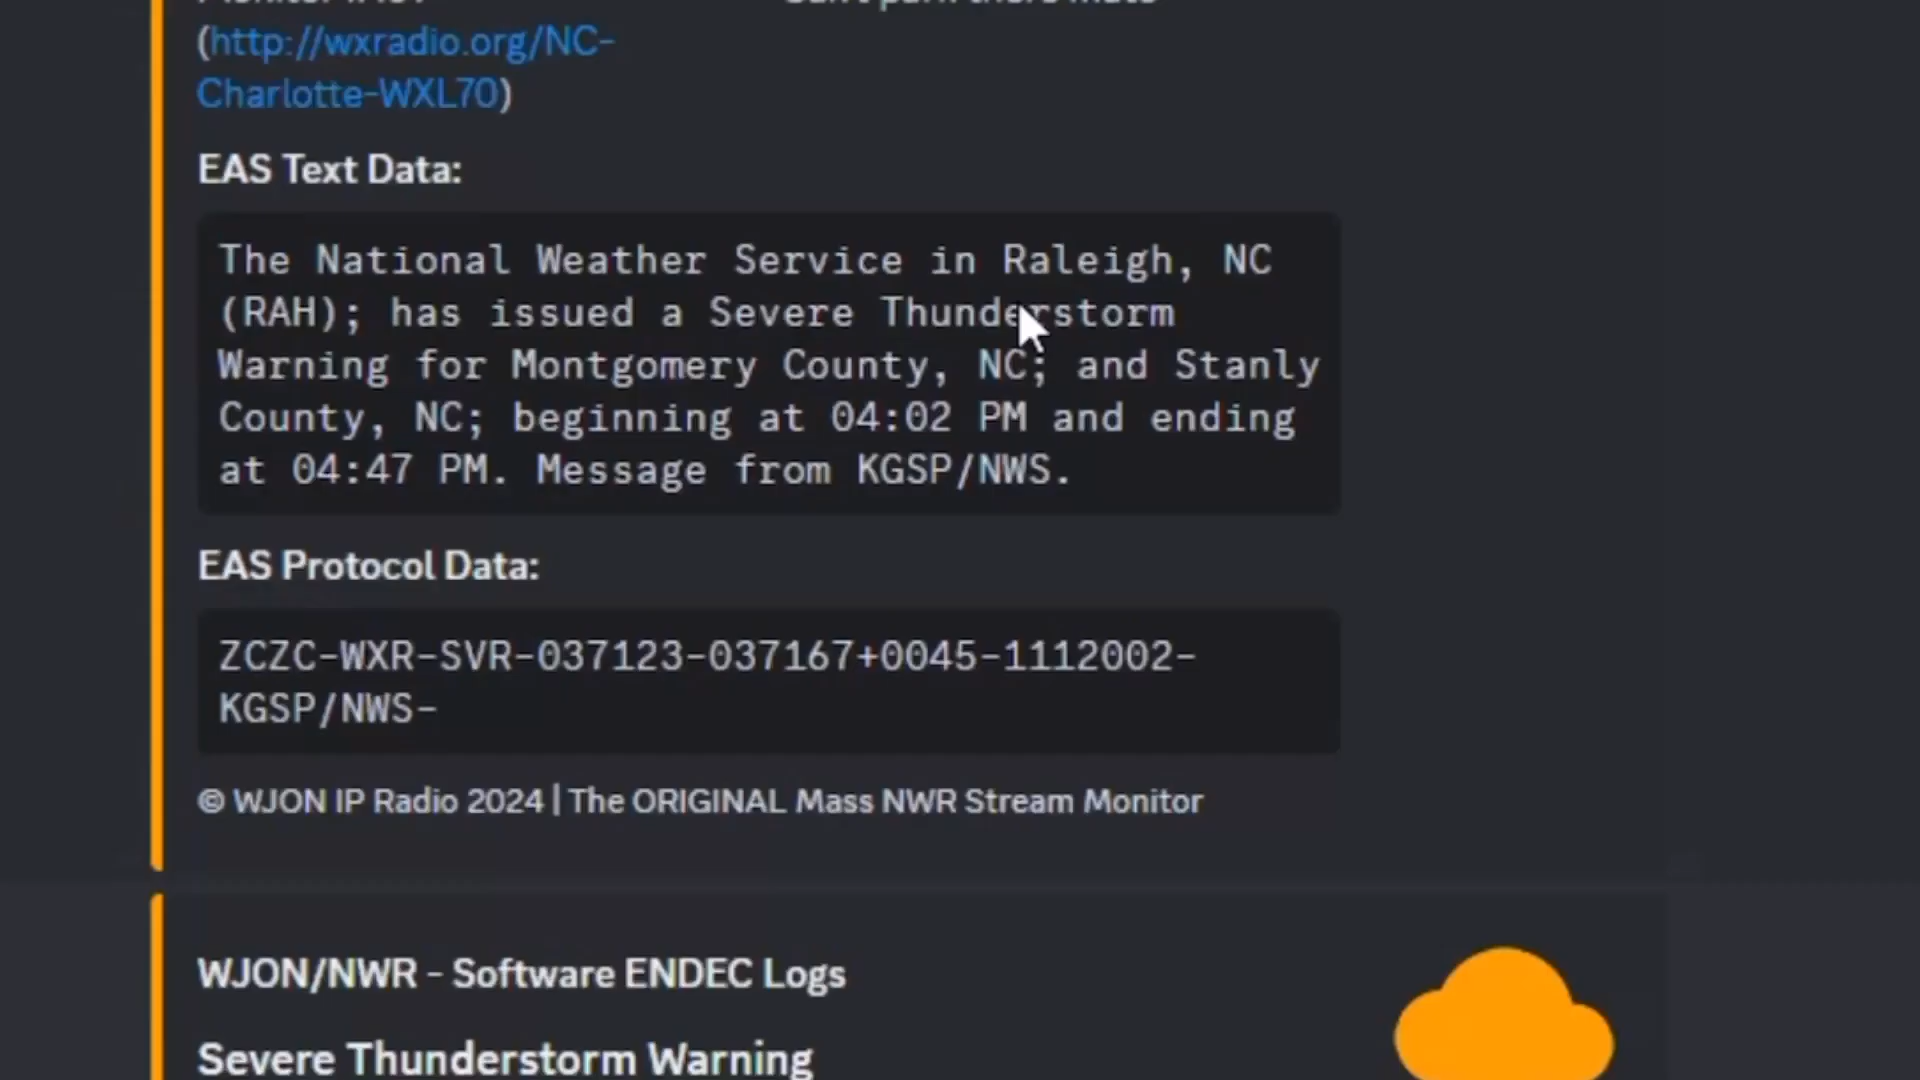 (http://wxradio.org/NC-
Charlotte-WXL70)
EAS Text Data:
The National Weather Service in Raleigh, NC
(RAH); has issued a Severe Thunderstorm
Warning for Montgomery County, NC; and Stanly
County, NC; beginning at 04:02 PM and ending
at 04:47 PM. Message from KGSP/NWS.
EAS Protocol Data:
ZCZC-WXR-SVR-037123-037167+0045-1112002-
KGSP/NWS-
© WJON IP Radio 2024 | The ORIGINAL Mass NWR Stream Monitor
WJON/NWR - Software ENDEC Logs
Severe Thunderstorm Warning